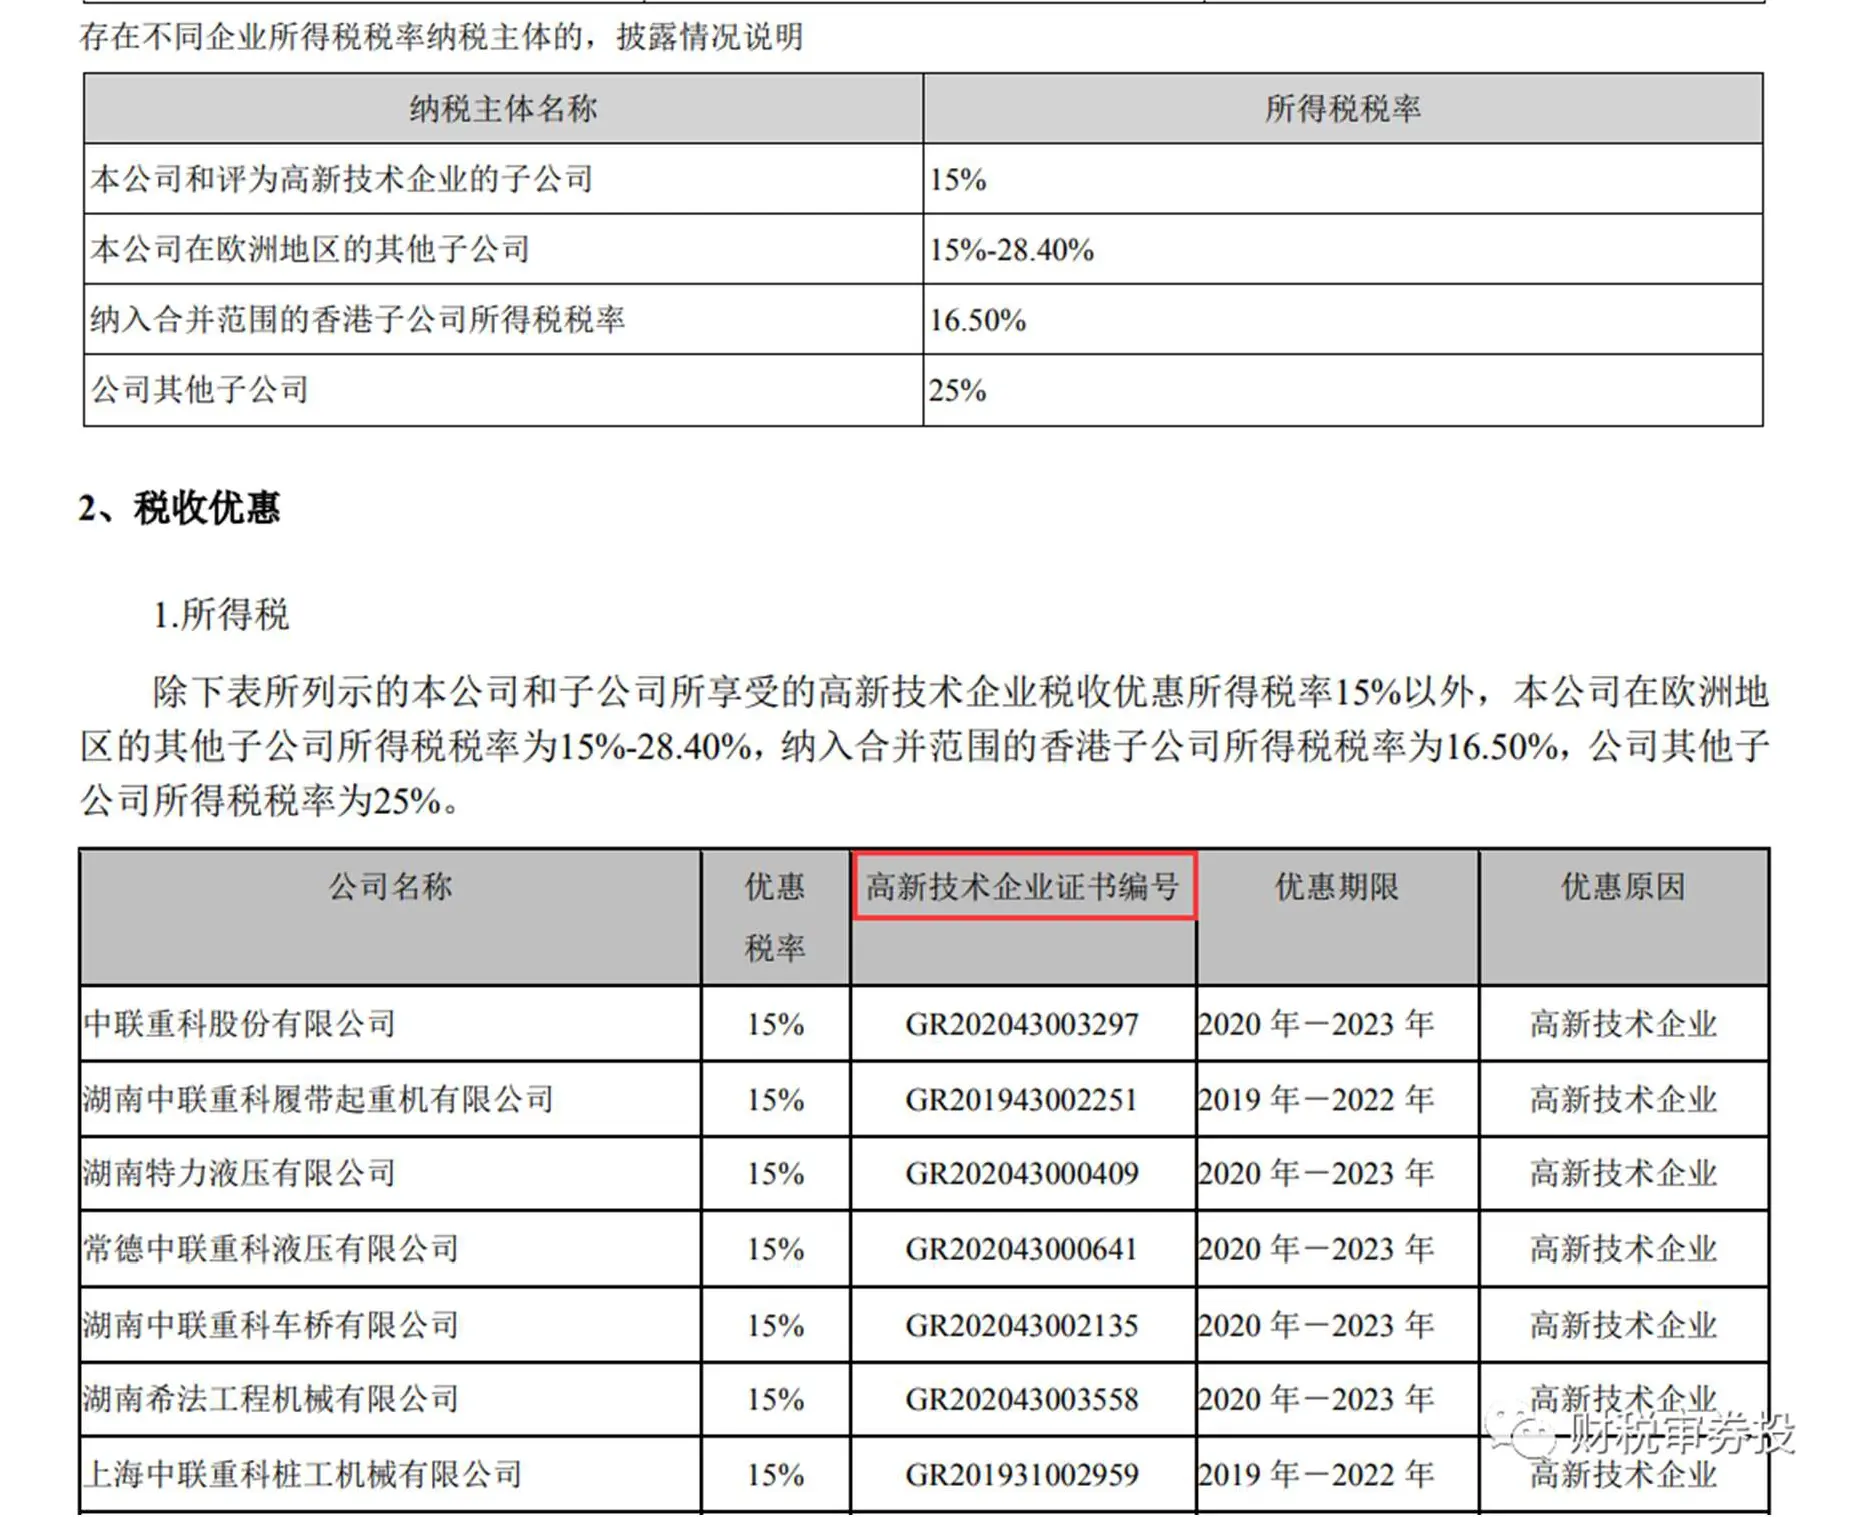 存在不同企业所得税税率纳税主体的，披露情况说明
纳税主体名称 所得税税率
本公司和评为高新技术企业的子公司 15%
本公司在欧洲地区的其他子公司 15%-28.40%
纳入合并范围的香港子公司所得税税率 16.50%
公司其他子公司 25%
2、税收优惠
1.所得税
除下表所列示的本公司和子公司所享受的高新技术企业税收优惠所得税率15%以外，本公司在欧洲地
区的其他子公司所得税税率为15%-28.40%，纳入合并范围的香港子公司所得税税率为16.50%，公司其他子
公司所得税税率为25%。
公司名称 优惠 高新技术企业证书编号 优惠期限 优惠原因
税率
中联重科股份有限公司 15% GR202043003297 2020 年－2023 年 高新技术企业
湖南中联重科履带起重机有限公司 15% GR201943002251 2019 年－2022 年 高新技术企业
湖南特力液压有限公司 15% GR202043000409 2020 年－2023 年 高新技术企业
常德中联重科液压有限公司 15% GR202043000641 2020 年－2023 年 高新技术企业
湖南中联重科车桥有限公司 15% GR202043002135 2020 年－2023 年 高新技术企业
湖南希法工程机械有限公司 15% GR202043003558 2020 年－2023 年 高新技术企业
财税审券投
上海中联重科桩工机械有限公司 15% GR201931002959 2019 年－2022 年 高新技术企业